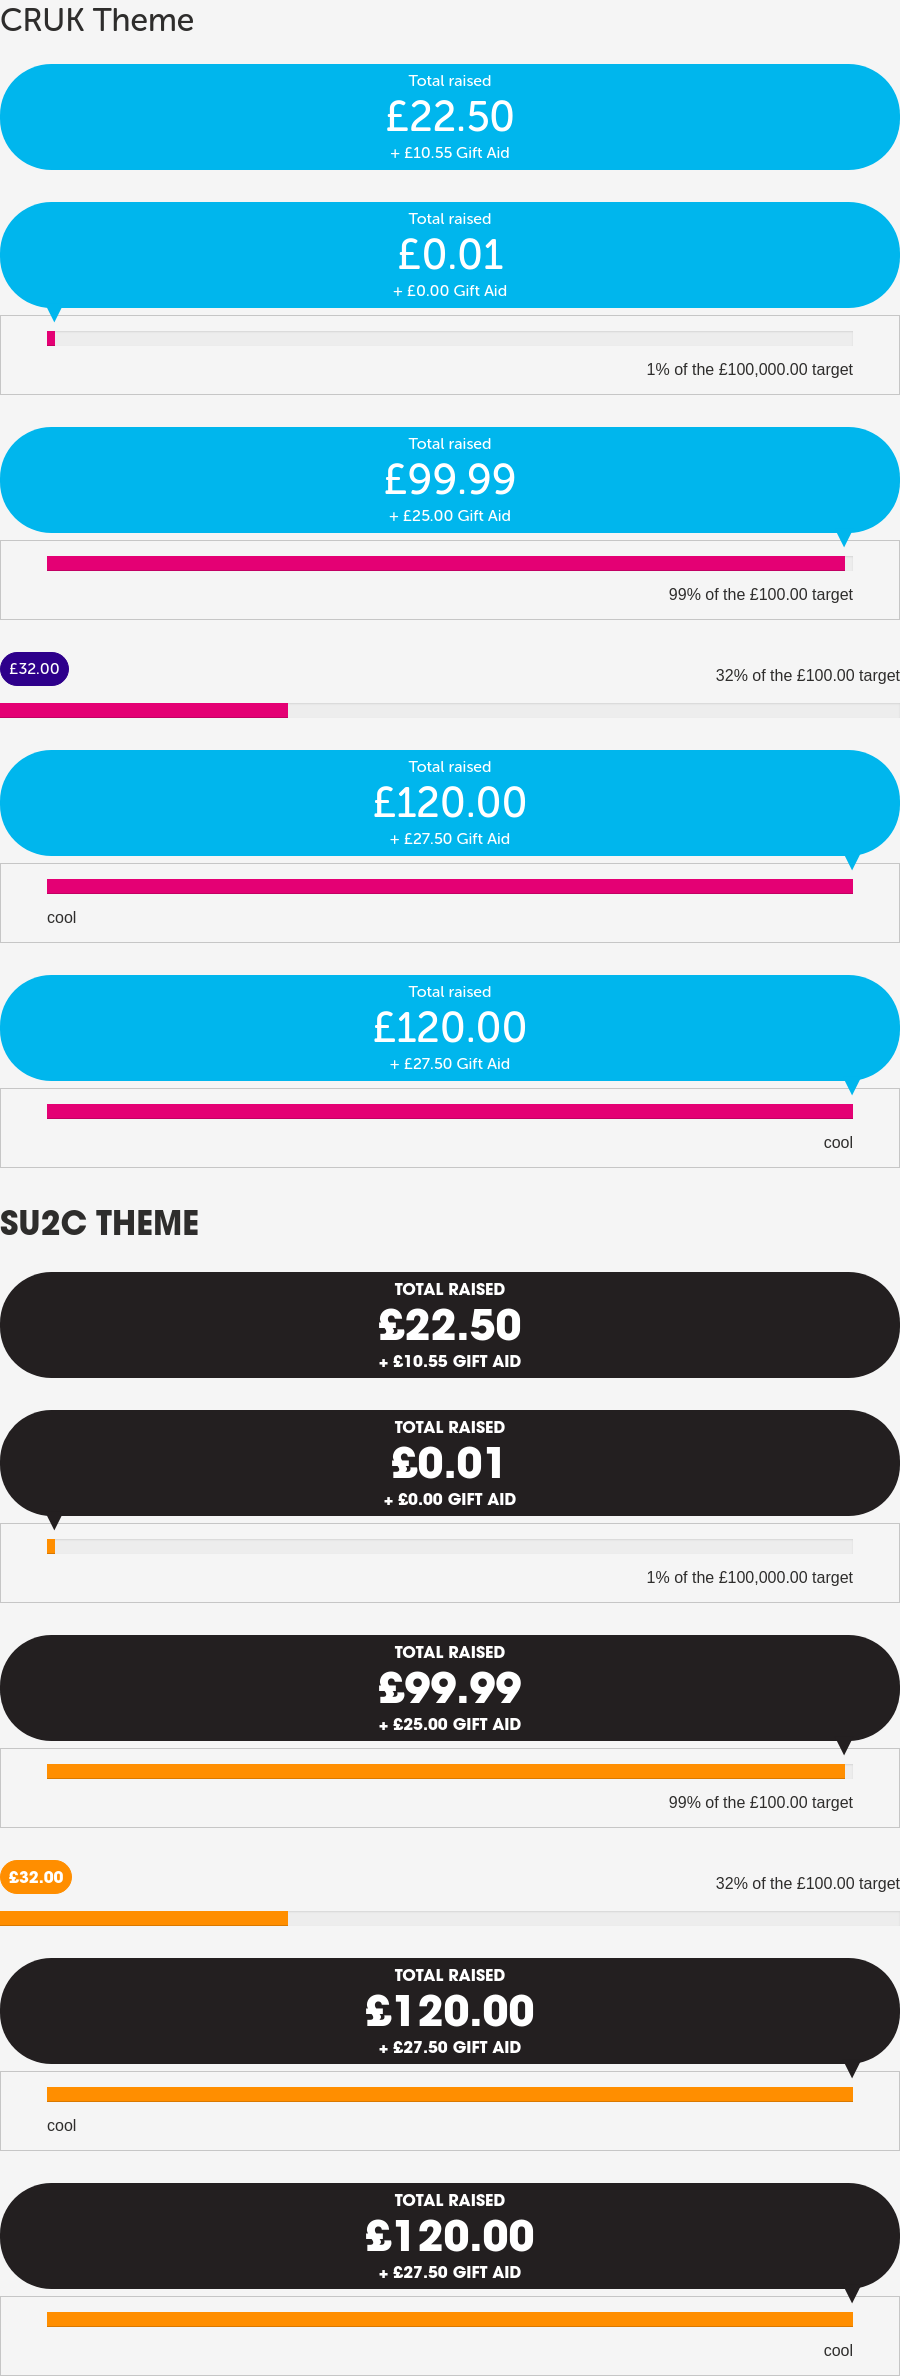 CRUK Theme
Total raised
£22.50
+ £10.55 Gift Aid
Total raised
£0.01
+ £0.00 Gift Aid
1% of the £100,000.00 target
Total raised
£99.99
+ £25.00 Gift Aid
99% of the £100.00 target
£32.00
32% of the £100.00 target
Total raised
£120.00
+ £27.50 Gift Aid
cool
Total raised
£120.00
+ £27.50 Gift Aid
cool
SU2C THEME
TOTAL RAISED
£22.50
+ £10.55 GIFT AID
TOTAL RAISED
£0.01
+ £0.00 GIFT AID
1% of the £100,000.00 target
TOTAL RAISED
£99.99
+ £25.00 GIFT AID
99% of the £100.00 target
£32.00
32% of the £100.00 target
TOTAL RAISED
£120.00
+ £27.50 GIFT AID
cool
TOTAL RAISED
£120.00
+ £27.50 GIFT AID
cool